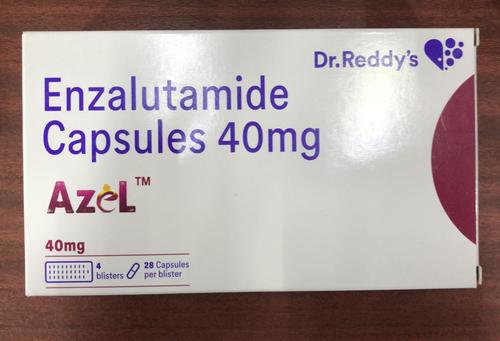 Dr.Reddy's
Enzalutamide
Capsules 40mg
AzeL™
40mg
4 blisters
28 Capsules per blister